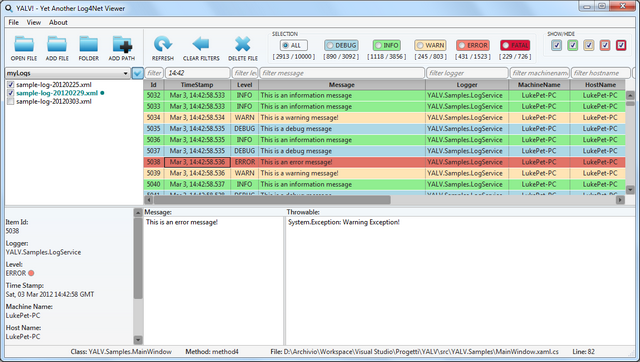 YALV! - Yet Another Log4Net Viewer
File View About
OPEN FILE ADD FILE FOLDER ADD PATH REFRESH CLEAR FILTERS DELETE FILE
SELECTION SHOW/HIDE
ALL DEBUG INFO WARN ERROR FATAL
[ 2913 / 10000 ] [ 890 / 3092 ] [ 1118 / 3856 ] [ 245 / 803 ] [ 431 / 1523 ] [ 229 / 726 ]
myLogs filter 14:42 filter le filter message filter logger filter machinename filter hostname
sample-log-20120225.xml
sample-log-20120229.xml
sample-log-20120303.xml
Id TimeStamp Level Message Logger MachineName HostName
5032 Mar 3, 14:42:58.533 INFO This is an information message YALV.Samples.LogService LukePet-PC LukePet-PC
5033 Mar 3, 14:42:58.533 INFO This is an information message YALV.Samples.LogService LukePet-PC LukePet-PC
5034 Mar 3, 14:42:58.534 WARN This is a warning message! YALV.Samples.LogService LukePet-PC LukePet-PC
5035 Mar 3, 14:42:58.535 DEBUG This is a debug message YALV.Samples.LogService LukePet-PC LukePet-PC
5036 Mar 3, 14:42:58.535 INFO This is an information message YALV.Samples.LogService LukePet-PC LukePet-PC
5037 Mar 3, 14:42:58.535 DEBUG This is a debug message YALV.Samples.LogService LukePet-PC LukePet-PC
5038 Mar 3, 14:42:58.536 ERROR This is an error message! YALV.Samples.LogService LukePet-PC LukePet-PC
5039 Mar 3, 14:42:58.536 WARN This is a warning message! YALV.Samples.LogService LukePet-PC LukePet-PC
5040 Mar 3, 14:42:58.537 INFO This is an information message YALV.Samples.LogService LukePet-PC LukePet-PC
Item Id:
5038
Logger:
YALV.Samples.LogService
Level:
ERROR
Time Stamp:
Sat, 03 Mar 2012 14:42:58 GMT
Machine Name:
LukePet-PC
Host Name:
LukePet-PC
Message:
This is an error message!
Throwable:
System.Exception: Warning Exception!
Class: YALV.Samples.MainWindow Method: method4 File: D:\Archivio\Workspace\Visual Studio\Progetti\YALV\src\YALV.Samples\MainWindow.xaml.cs Line: 82